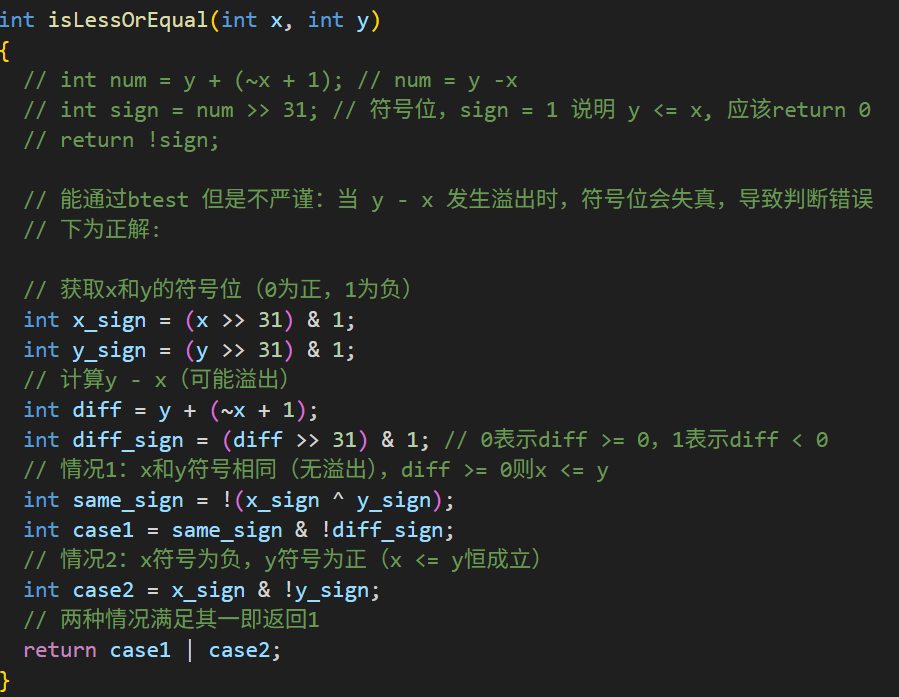 int isLessOrEqual(int x, int y)
{
// int num = y + (~x + 1); // num = y -x
// int sign = num >> 31; // 符号位，sign = 1 说明 y <= x, 应该return 0
// return !sign;
// 能通过btest 但是不严谨：当 y - x 发生溢出时，符号位会失真，导致判断错误
// 下为正解:
// 获取x和y的符号位（0为正，1为负）
int x_sign = (x >> 31) & 1;
int y_sign = (y >> 31) & 1;
// 计算y - x（可能溢出）
int diff = y + (~x + 1);
int diff_sign = (diff >> 31) & 1; // 0表示diff >= 0，1表示diff < 0
// 情况1：x和y符号相同（无溢出），diff >= 0则x <= y
int same_sign = !(x_sign ^ y_sign);
int case1 = same_sign & !diff_sign;
// 情况2：x符号为负，y符号为正（x <= y恒成立）
int case2 = x_sign & !y_sign;
// 两种情况满足其一即返回1
return case1 | case2;
}